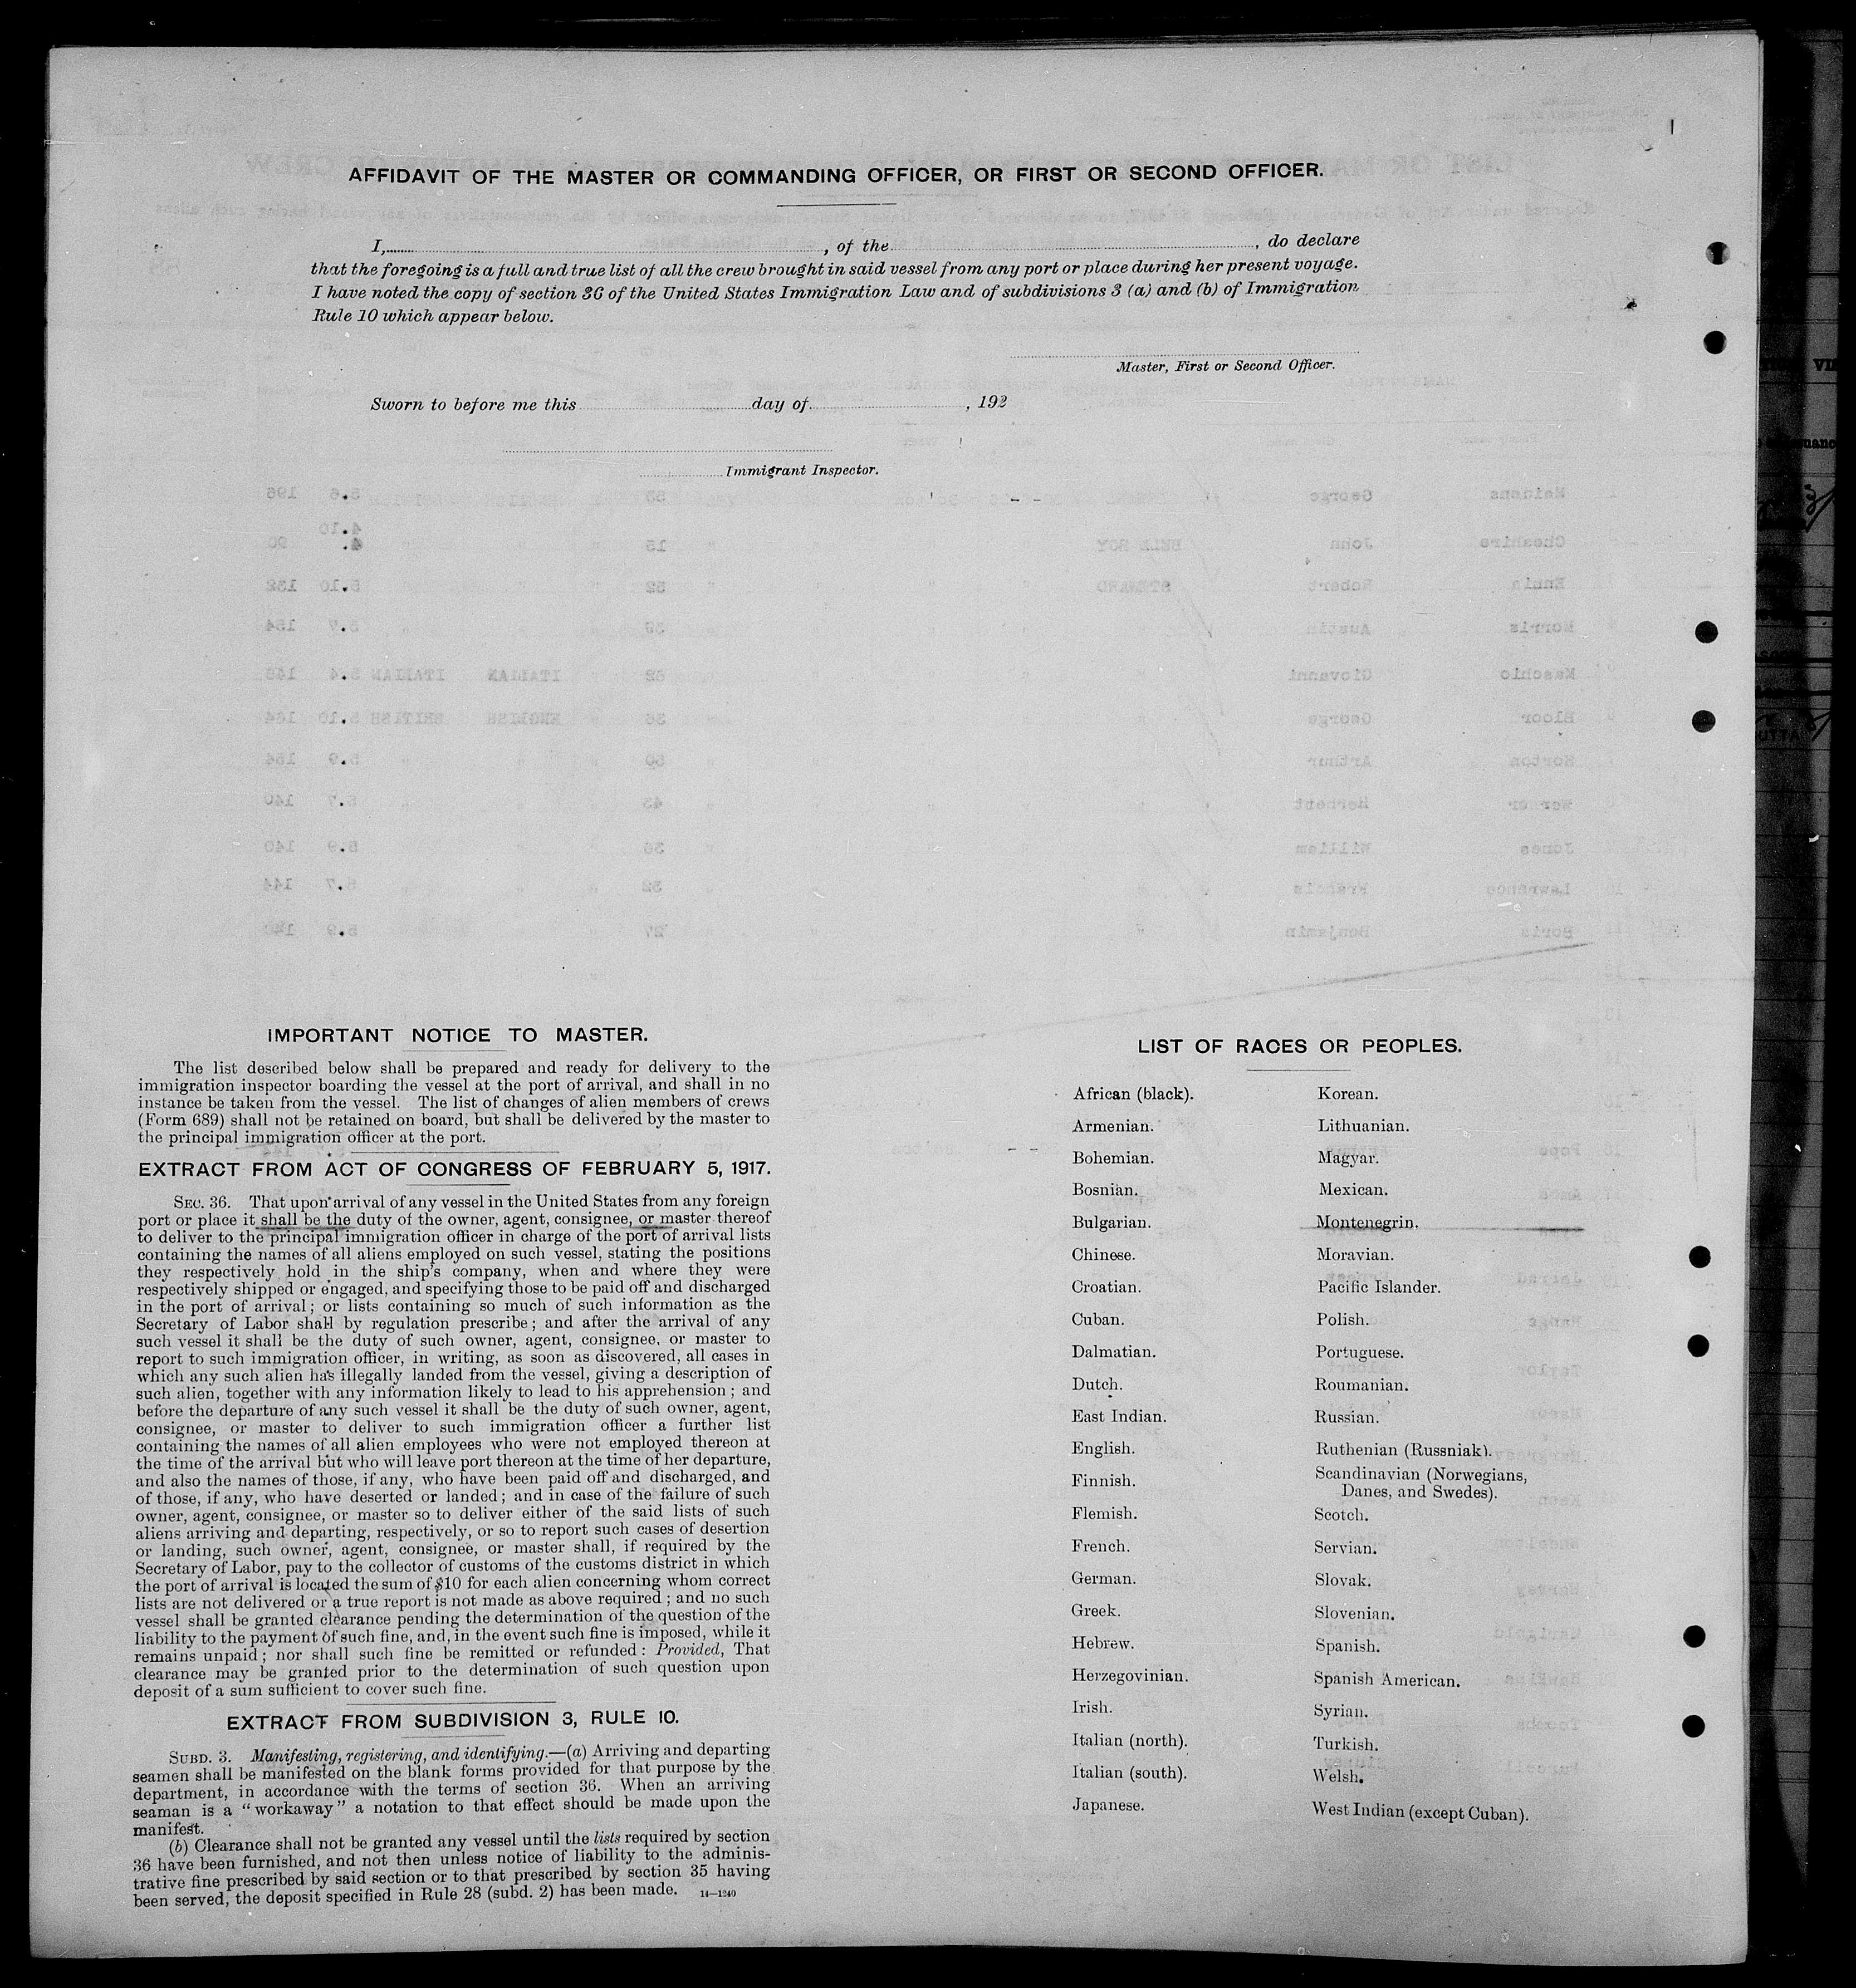 AFFIDAVIT OF THE MASTER OR COMMANDING OFFICER, OR FIRST OR SECOND OFFICER.
I, , of the , do declare
that the foregoing is a full and true list of all the crew brought in said vessel from any port or place during her present voyage.
I have noted the copy of section 36 of the United States Immigration Law and of subdivisions 3 (a) and (b) of Immigration
Rule 10 which appear below.
Master, First or Second Officer.
Sworn to before me this day of , 192
Immigrant Inspector.
IMPORTANT NOTICE TO MASTER.
The list described below shall be prepared and ready for delivery to the
immigration inspector boarding the vessel at the port of arrival, and shall in no
instance be taken from the vessel. The list of changes of alien members of crews
(Form 689) shall not be retained on board, but shall be delivered by the master to
the principal immigration officer at the port.
EXTRACT FROM ACT OF CONGRESS OF FEBRUARY 5, 1917.
SEC. 36. That upon arrival of any vessel in the United States from any foreign
port or place it shall be the duty of the owner, agent, consignee, or master thereof
to deliver to the principal immigration officer in charge of the port of arrival lists
containing the names of all aliens employed on such vessel, stating the positions
they respectively hold in the ship's company, when and where they were
respectively shipped or engaged, and specifying those to be paid off and discharged
in the port of arrival; or lists containing so much of such information as the
Secretary of Labor shall by regulation prescribe; and after the arrival of any
such vessel it shall be the duty of such owner, agent, consignee, or master to
report to such immigration officer, in writing, as soon as discovered, all cases in
which any such alien has illegally landed from the vessel, giving a description of
such alien, together with any information likely to lead to his apprehension; and
before the departure of any such vessel it shall be the duty of such owner, agent,
consignee, or master to deliver to such immigration officer a further list
containing the names of all alien employees who were not employed thereon at
the time of the arrival but who will leave port thereon at the time of her departure,
and also the names of those, if any, who have been paid off and discharged, and
of those, if any, who have deserted or landed; and in case of the failure of such
owner, agent, consignee, or master so to deliver either of the said lists of such
aliens arriving and departing, respectively, or so to report such cases of desertion
or landing, such owner, agent, consignee, or master shall, if required by the
Secretary of Labor, pay to the collector of customs of the customs district in which
the port of arrival is located the sum of $10 for each alien concerning whom correct
lists are not delivered or a true report is not made as above required; and no such
vessel shall be granted clearance pending the determination of the question of the
liability to the payment of such fine, and, in the event such fine is imposed, while it
remains unpaid; nor shall such fine be remitted or refunded: Provided, That
clearance may be granted prior to the determination of such question upon
deposit of a sum sufficient to cover such fine.
EXTRACT FROM SUBDIVISION 3, RULE 10.
SUBD. 3. Manifesting, registering, and identifying.—(a) Arriving and departing
seamen shall be manifested on the blank forms provided for that purpose by the
department, in accordance with the terms of section 36. When an arriving
seaman is a "workaway" a notation to that effect should be made upon the
manifest.
(b) Clearance shall not be granted any vessel until the lists required by section
36 have been furnished, and not then unless notice of liability to the adminis-
trative fine prescribed by said section or to that prescribed by section 35 having
been served, the deposit specified in Rule 28 (subd. 2) has been made. 14—1240
LIST OF RACES OR PEOPLES.
African (black).
Armenian.
Bohemian.
Bosnian.
Bulgarian.
Chinese.
Croatian.
Cuban.
Dalmatian.
Dutch.
East Indian.
English.
Finnish.
Flemish.
French.
German.
Greek.
Hebrew.
Herzegovinian.
Irish.
Italian (north).
Italian (south).
Japanese.
Korean.
Lithuanian.
Magyar.
Mexican.
Montenegrin.
Moravian.
Pacific Islander.
Polish.
Portuguese.
Roumanian.
Russian.
Ruthenian (Russniak).
Scandinavian (Norwegians,
Danes, and Swedes).
Scotch.
Servian.
Slovak.
Slovenian.
Spanish.
Spanish American.
Syrian.
Turkish.
Welsh.
West Indian (except Cuban).